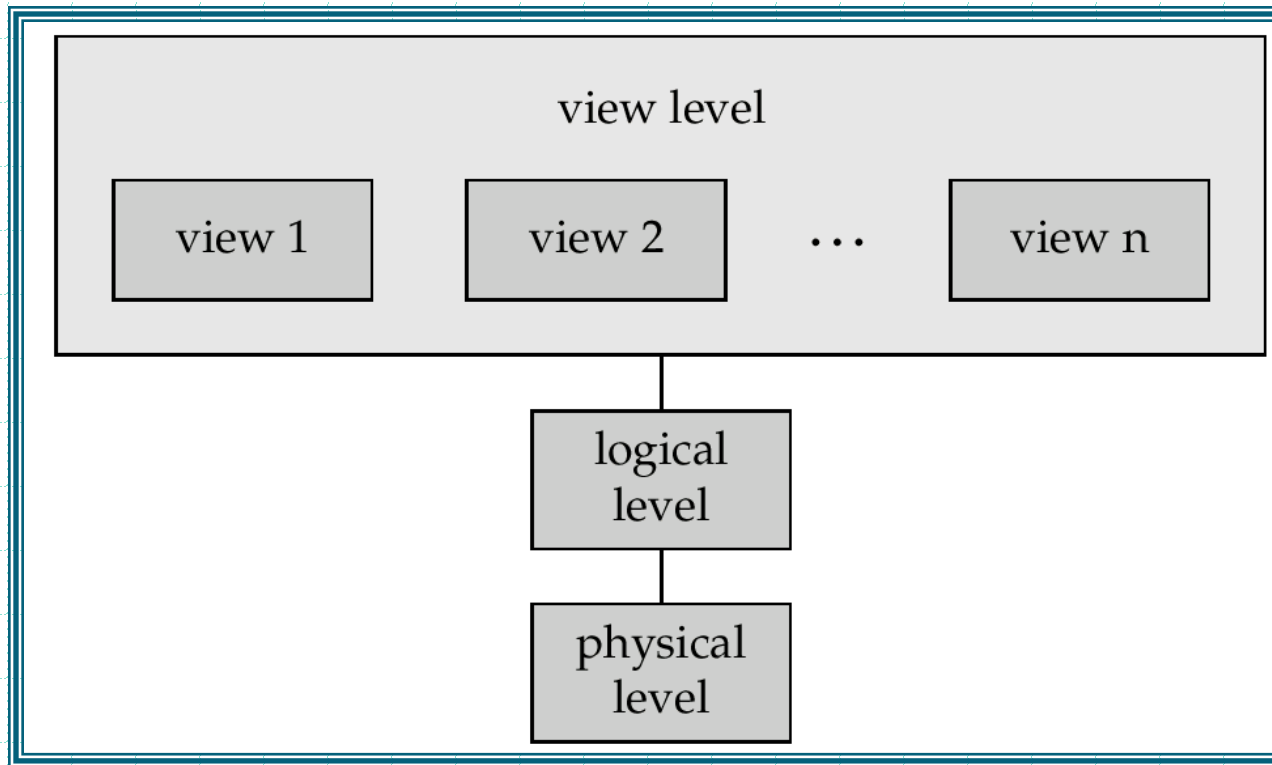 view level
view 1
view 2
...
view n
logical
level
physical
level